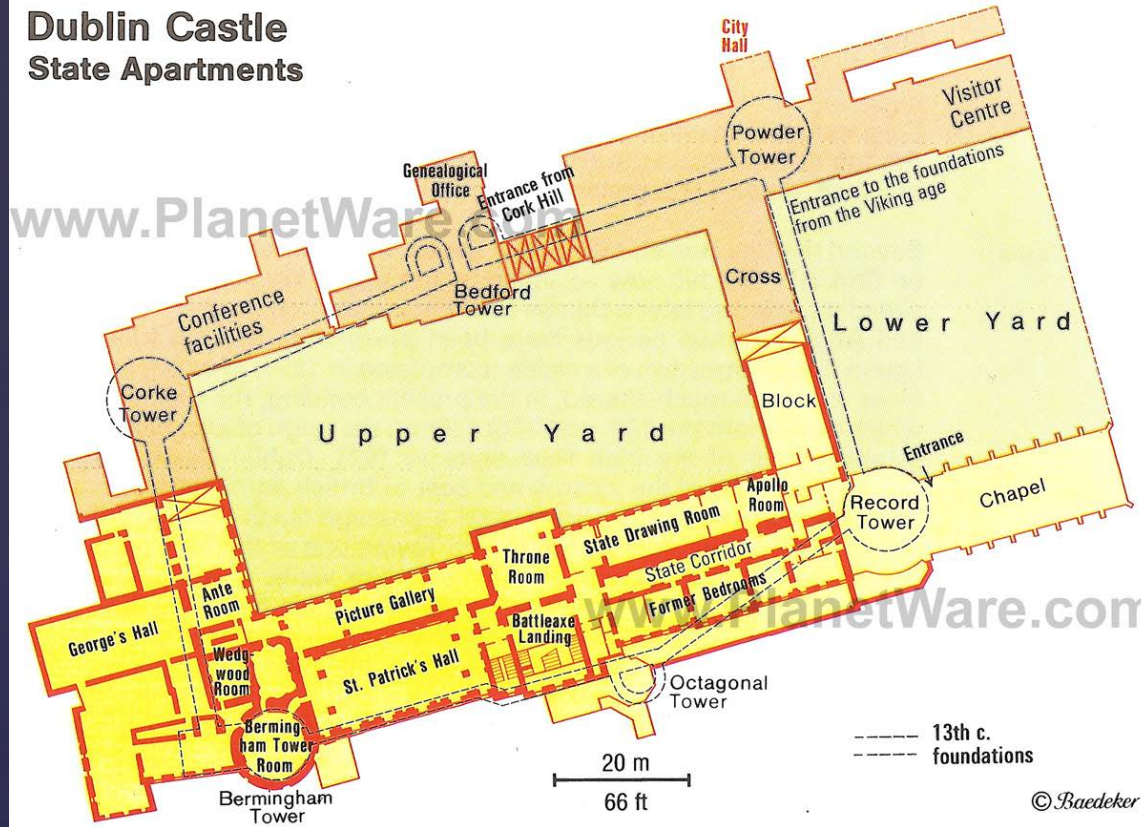 Dublin Castle
State Apartments
City
Hall
Visitor
Centre
Powder
Tower
Genealogical
Office
Entrance from
Cork Hill
Entrance to the foundations
from the Viking age
www.PlanetWare.com
Bedford
Tower
Cross
Conference
facilities
Lower Yard
Corke
Tower
Block
Upper Yard
Entrance
Apollo
Room
Chapel
Record
Tower
State Drawing Room
Throne
Room
State Corridor
Ante
Room
Picture Gallery
Former Bedrooms
www.PlanetWare.com
George's Hall
Battleaxe
Landing
Wedg-
wood
Room
St. Patrick's Hall
Octagonal
Tower
Berming-
ham Tower
Room
13th c.
foundations
20 m
66 ft
Bermingham
Tower
© Baedeker